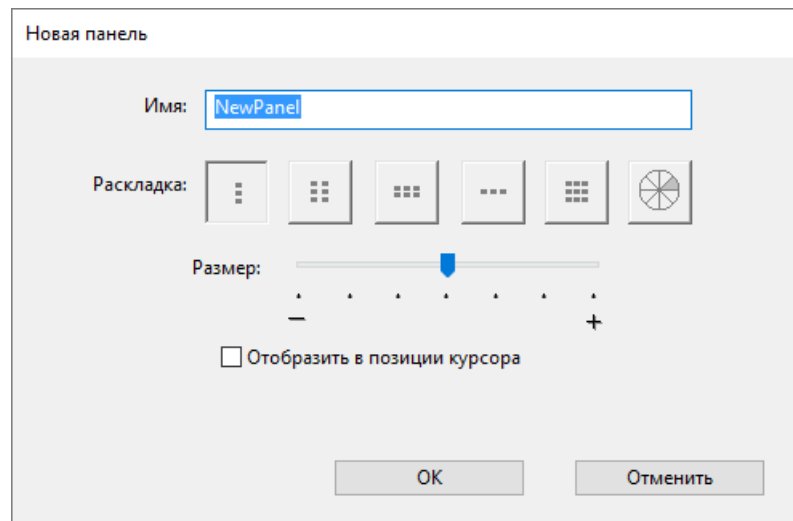 Новая панель
Имя: NewPanel
Раскладка:
Размер:
− +
Отобразить в позиции курсора
OK Отменить